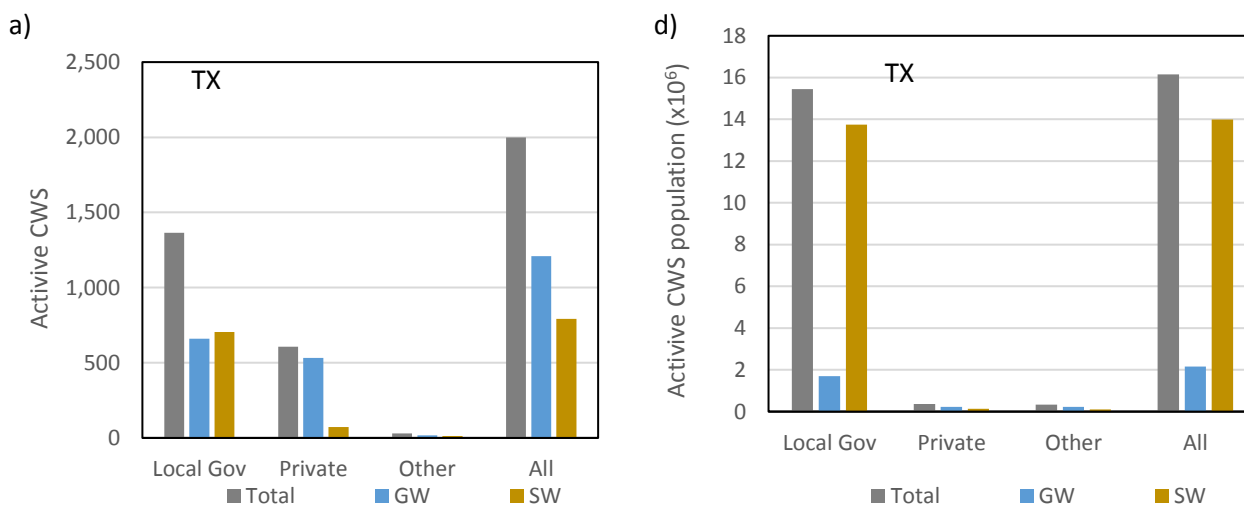 a)
TX
2,500
2,000
1,500
1,000
500
0
Activive CWS
Local Gov Private Other All
Total GW SW
d)
TX
18
16
14
12
10
8
6
4
2
0
Activive CWS population (x10⁶)
Local Gov Private Other All
Total GW SW